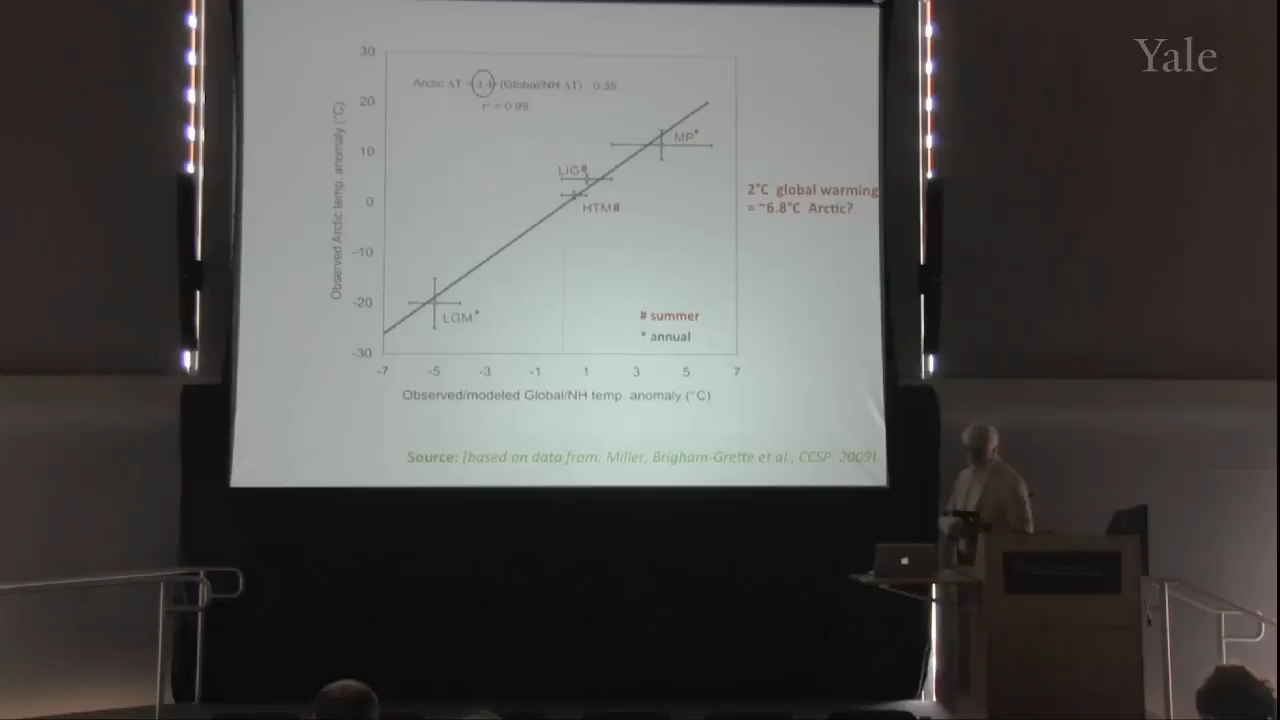 Yale
30
20
10
0
-10
-20
-30
Observed Arctic temp. anomaly (°C)
Arctic ΔT = 3.4 (Global/NH ΔT) - 0.35
r² = 0.99
MP*
LIG#
HTM#
LGM*
# summer
* annual
-7 -5 -3 -1 1 3 5 7
Observed/modeled Global/NH temp. anomaly (°C)
2°C global warming
= ~6.8°C Arctic?
Source: [based on data from: Miller, Brigham-Grette et al., CCSP. 2009]